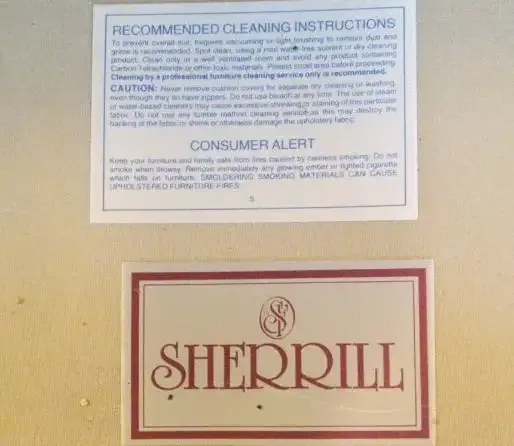 RECOMMENDED CLEANING INSTRUCTIONS
To prevent overall soil, frequent vacuuming or light brushing to remove dust and
grime is recommended. Spot clean, using a mild water-free solvent or dry cleaning
product. Clean only in a well ventilated room and avoid any product containing
Carbon Tetrachloride or other toxic materials. Pretest small area before proceeding.
Cleaning by a professional furniture cleaning service only is recommended.
CAUTION: Never remove cushion covers for separate dry cleaning or washing,
even though they do have zippers. Do not use bleach at any time. The use of steam
or water-based cleaners may cause excessive shrinking or staining of this particular
fabric. Do not use any tumble method cleaning service as this may destroy the
backing of the fabric or shrink or otherwise damage the upholstery fabric.
CONSUMER ALERT
Keep your furniture and family safe from fires caused by careless smoking. Do not
smoke when drowsy. Remove immediately any glowing ember or lighted cigarette
which falls on furniture. SMOLDERING SMOKING MATERIALS CAN CAUSE
UPHOLSTERED FURNITURE FIRES.
S
SHERRILL